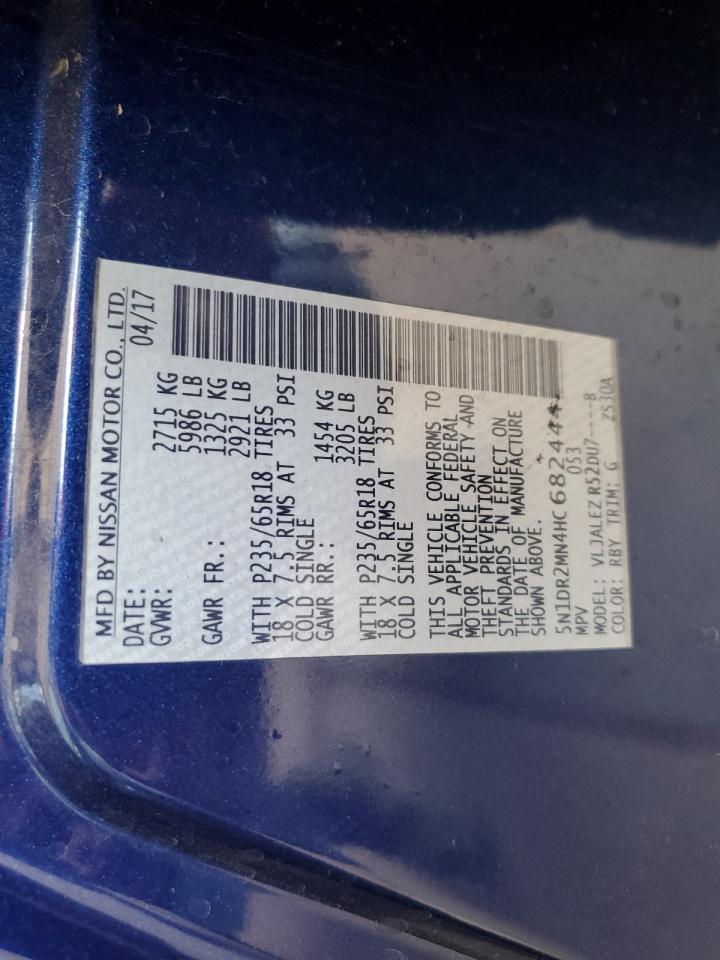 MFD BY NISSAN MOTOR CO., LTD.
DATE: 04/17
GVWR: 2715 KG
5986 LB
GAWR FR.: 1325 KG
2921 LB
WITH P235/65R18 TIRES
18 X 7.5 RIMS AT 33 PSI
COLD SINGLE
GAWR RR.: 1454 KG
3205 LB
WITH P235/65R18 TIRES
18 X 7.5 RIMS AT 33 PSI
COLD SINGLE
THIS VEHICLE CONFORMS TO
ALL APPLICABLE FEDERAL
MOTOR VEHICLE SAFETY AND
THEFT PREVENTION
STANDARDS IN EFFECT ON
THE DATE OF MANUFACTURE
SHOWN ABOVE.
5N1DR2MN4HC682444
MPV 053
MODEL: VLJALEZ R52DU7----8
COLOR: RBY TRIM: G ZS30A